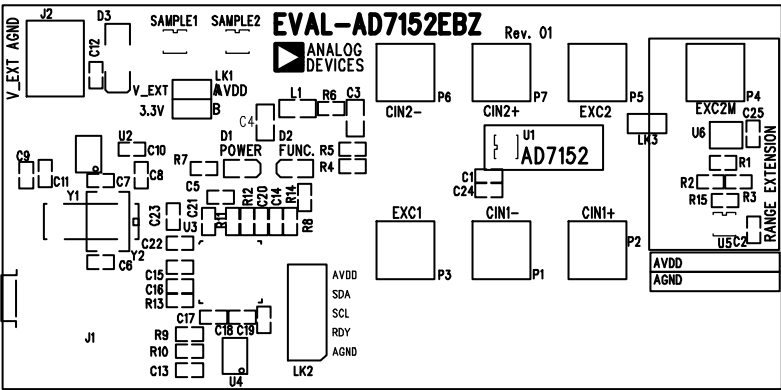 J2
V_EXT AGND
D3
C12
SAMPLE1 SAMPLE2
EVAL-AD7152EBZ
Rev. 01
ANALOG
DEVICES
V_EXT
LK1
A AVDD
3.3V
B
C4
L1
R6
C3
P6
CIN2-
P7
CIN2+
P5
EXC2
P4
EXC2M
LK3
U6
C25
U2
C10
D1
POWER
D2
FUNC.
R5
R4
R7
C9
C11
C7
C8
U1
AD7152
C1
C24
R1
R2
R3
R15
U5
C2
RANGE EXTENSION
Y1
C5
C23
C21
R11
R12
C20
C14
R14
R8
U3
C22
Y2
C6
C15
C16
R13
EXC1
CIN1-
CIN1+
P3
P1
P2
AVDD
AGND
C17
C18
C19
R9
R10
C13
U4
J1
LK2
AVDD
SDA
SCL
RDY
AGND